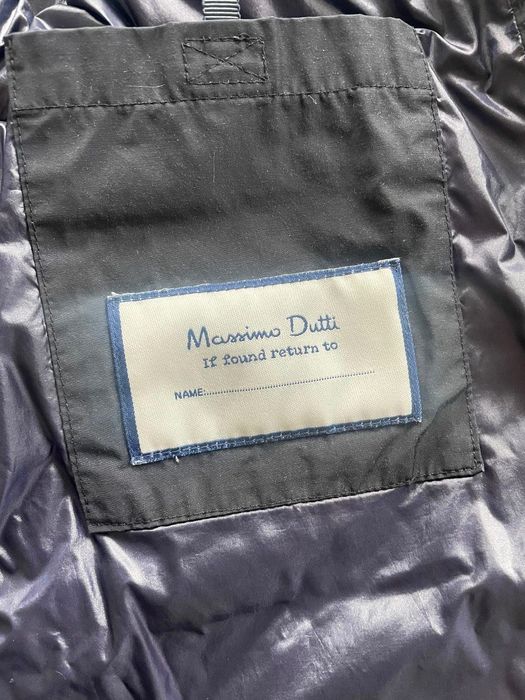 Massimo Dutti
If found return to
NAME:..................................................